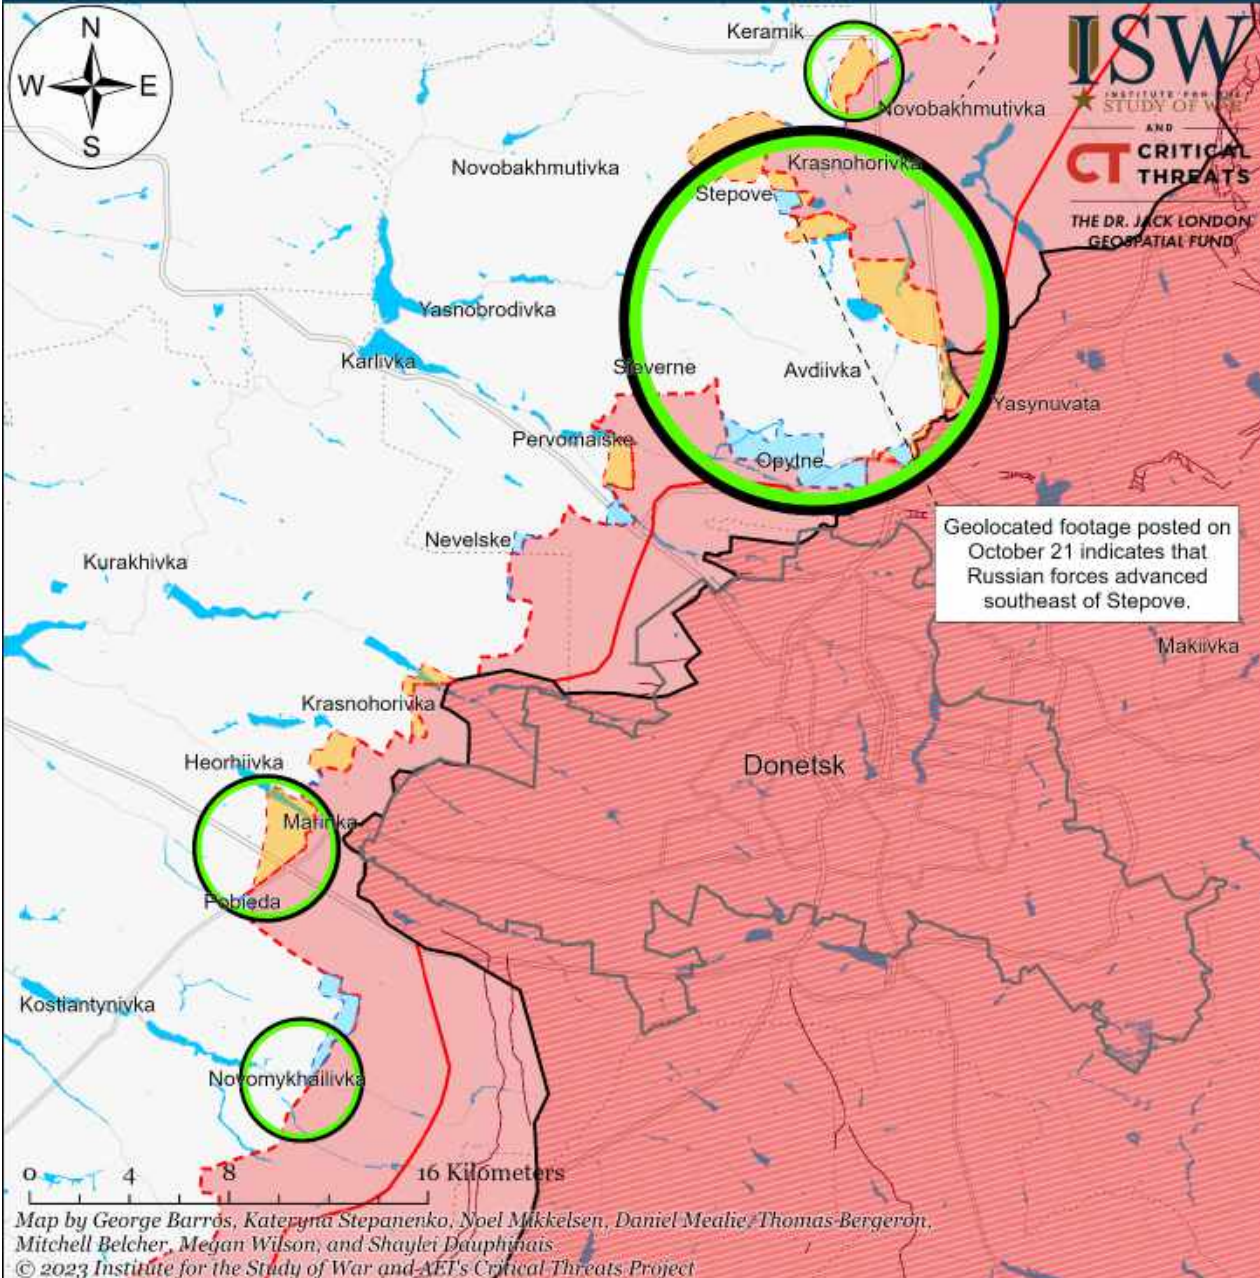 N
W E
S
ISW
INSTITUTE FOR THE
STUDY OF WAR
AND
CT CRITICAL
THREATS
THE DR. JACK LONDON
GEOSPATIAL FUND
Keramik
Novobakhmutivka
Novobakhmutivka
Krasnohorivka
Stepove
Yasnobrodivka
Karlivka
Sieverne
Avdiivka
Yasynuvata
Pervomaiske
Opytne
Nevelske
Geolocated footage posted on
October 21 indicates that
Russian forces advanced
southeast of Stepove.
Kurakhivka
Makiivka
Krasnohorivka
Heorhiivka
Donetsk
Marinka
Pobieda
Kostiantynivka
Novomykhailivka
0 4 8 16 Kilometers
Map by George Barros, Kateryna Stepanenko, Noel Mikkelsen, Daniel Mealie, Thomas Bergeron,
Mitchell Belcher, Megan Wilson, and Shaylei Dauphinais
© 2023 Institute for the Study of War and AEI's Critical Threats Project